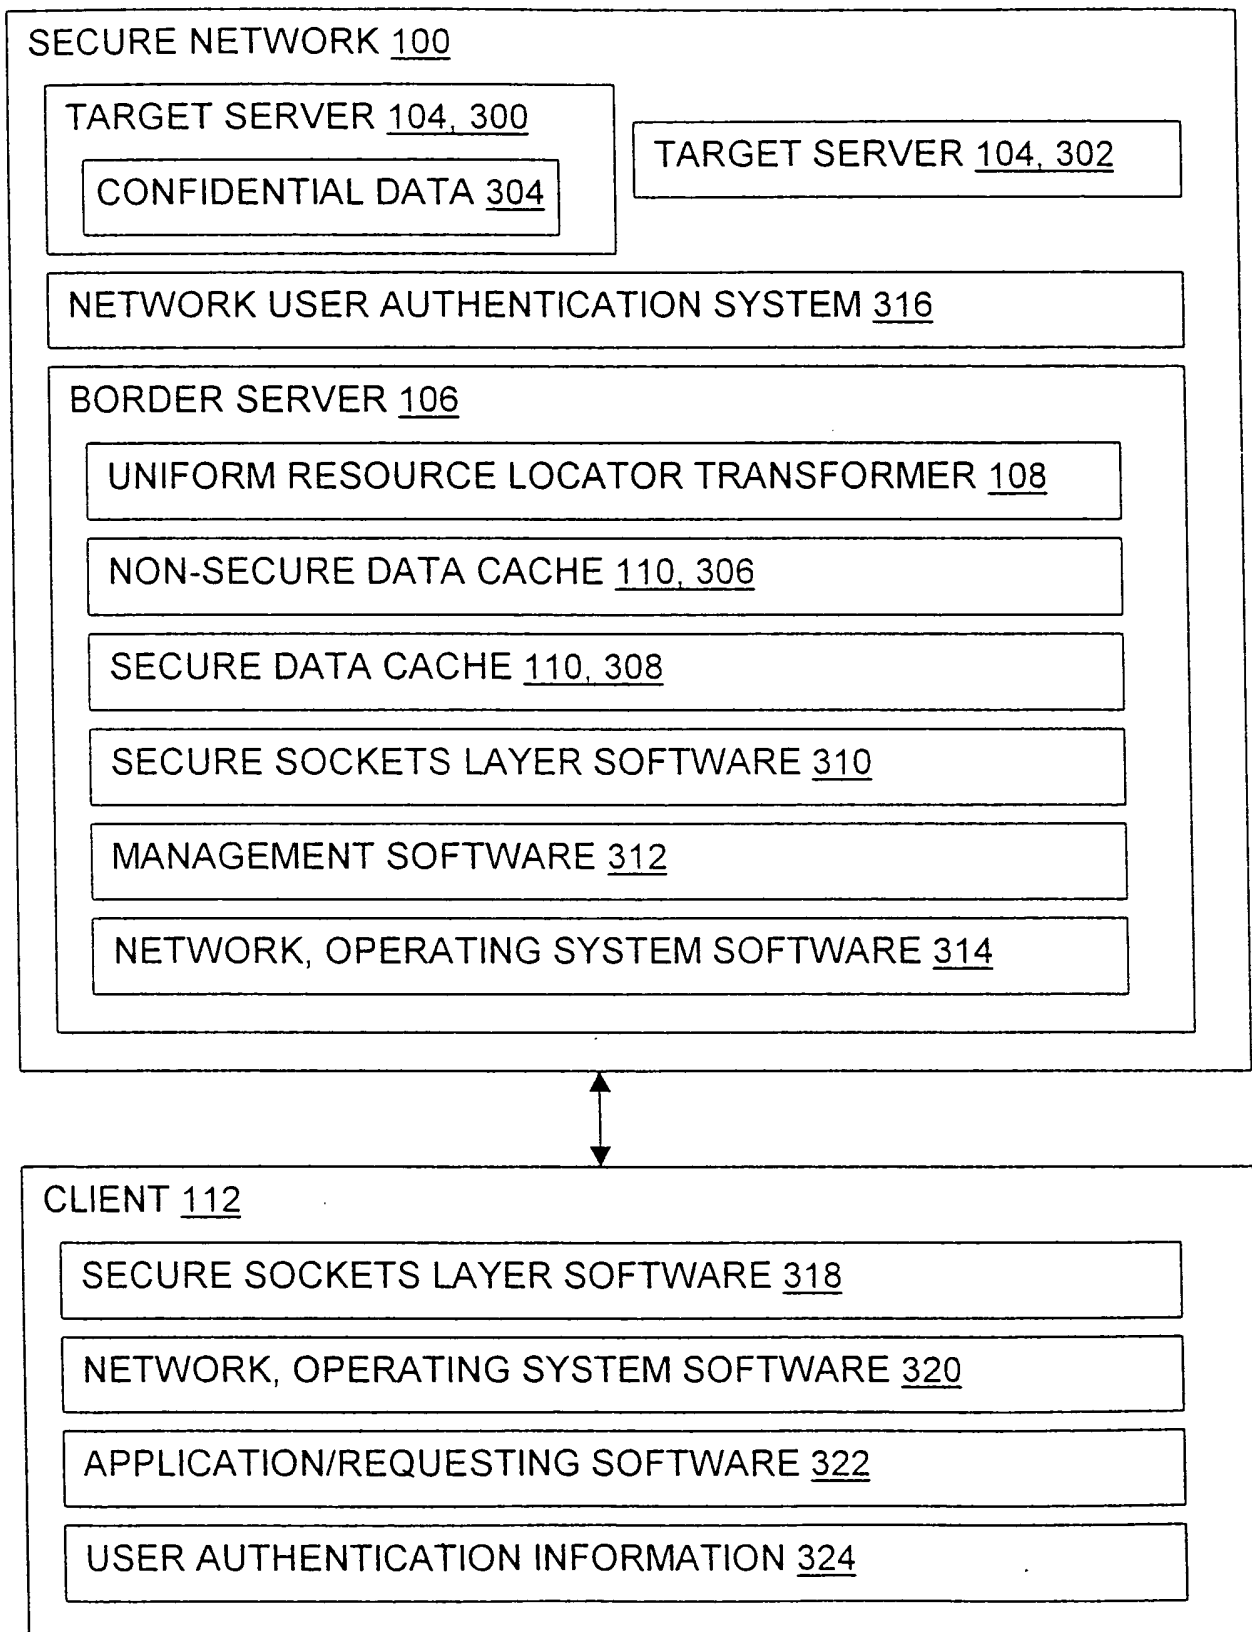 SECURE NETWORK 100
TARGET SERVER 104, 300
CONFIDENTIAL DATA 304
TARGET SERVER 104, 302
NETWORK USER AUTHENTICATION SYSTEM 316
BORDER SERVER 106
UNIFORM RESOURCE LOCATOR TRANSFORMER 108
NON-SECURE DATA CACHE 110, 306
SECURE DATA CACHE 110, 308
SECURE SOCKETS LAYER SOFTWARE 310
MANAGEMENT SOFTWARE 312
NETWORK, OPERATING SYSTEM SOFTWARE 314
CLIENT 112
SECURE SOCKETS LAYER SOFTWARE 318
NETWORK, OPERATING SYSTEM SOFTWARE 320
APPLICATION/REQUESTING SOFTWARE 322
USER AUTHENTICATION INFORMATION 324